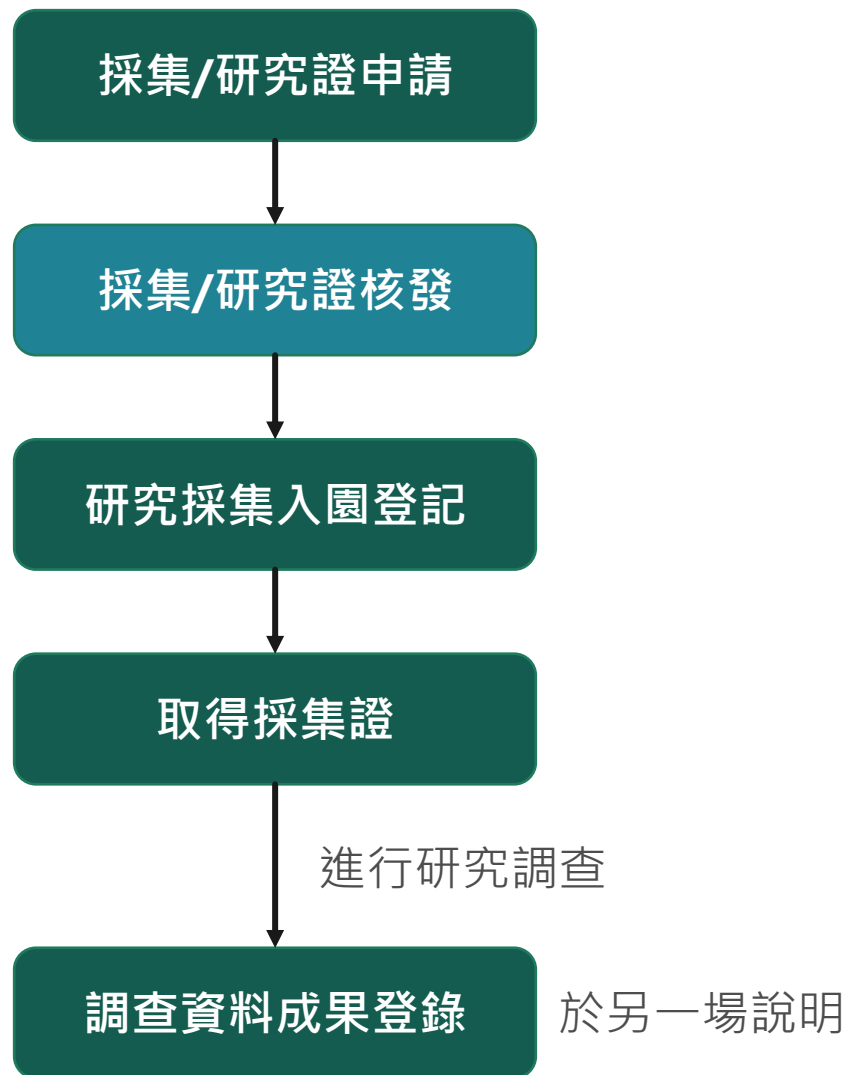 採集/研究證申請
採集/研究證核發
研究採集入園登記
取得採集證
進行研究調查
調查資料成果登錄
於另一場說明